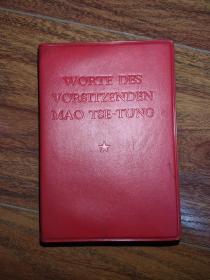 WORTE DES
VORSITZENDEN
MAO TSE-TUNG